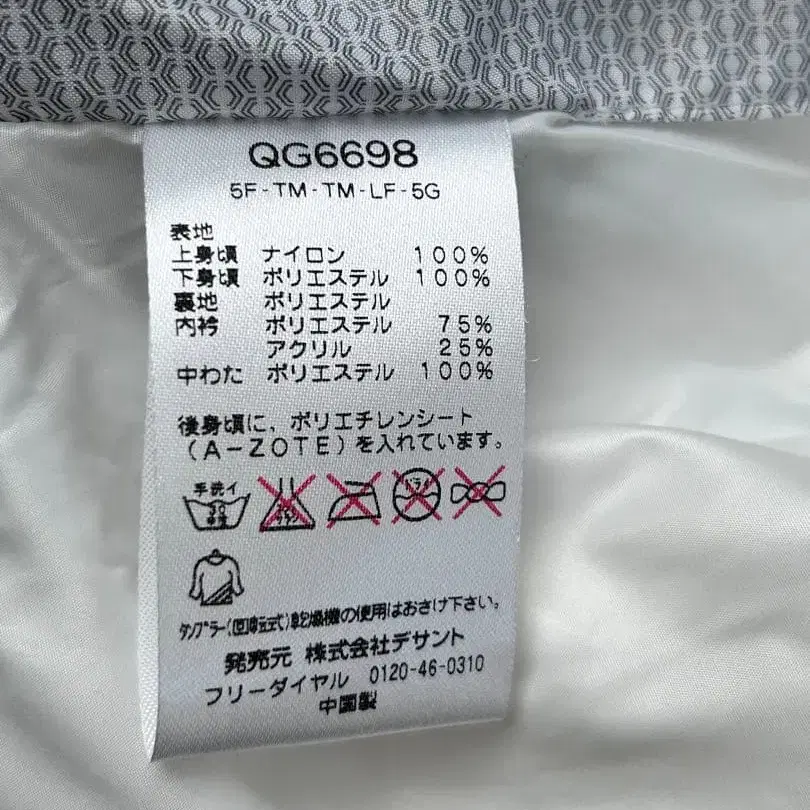 QG6698
5F-TM-TM-LF-5G
表地
上身頃 ナイロン 100%
下身頃 ポリエステル 100%
裏地 ポリエステル
内衿 ポリエステル 75%
アクリル 25%
中わた ポリエステル 100%
後身頃に、ポリエチレンシート
(A-ZOTE)を入れています。
手洗イ ドライ
30
タンブラー(回転式)乾燥機の使用はおさけ下さい。
発売元 株式会社デサント
フリーダイヤル 0120-46-0310
中国製